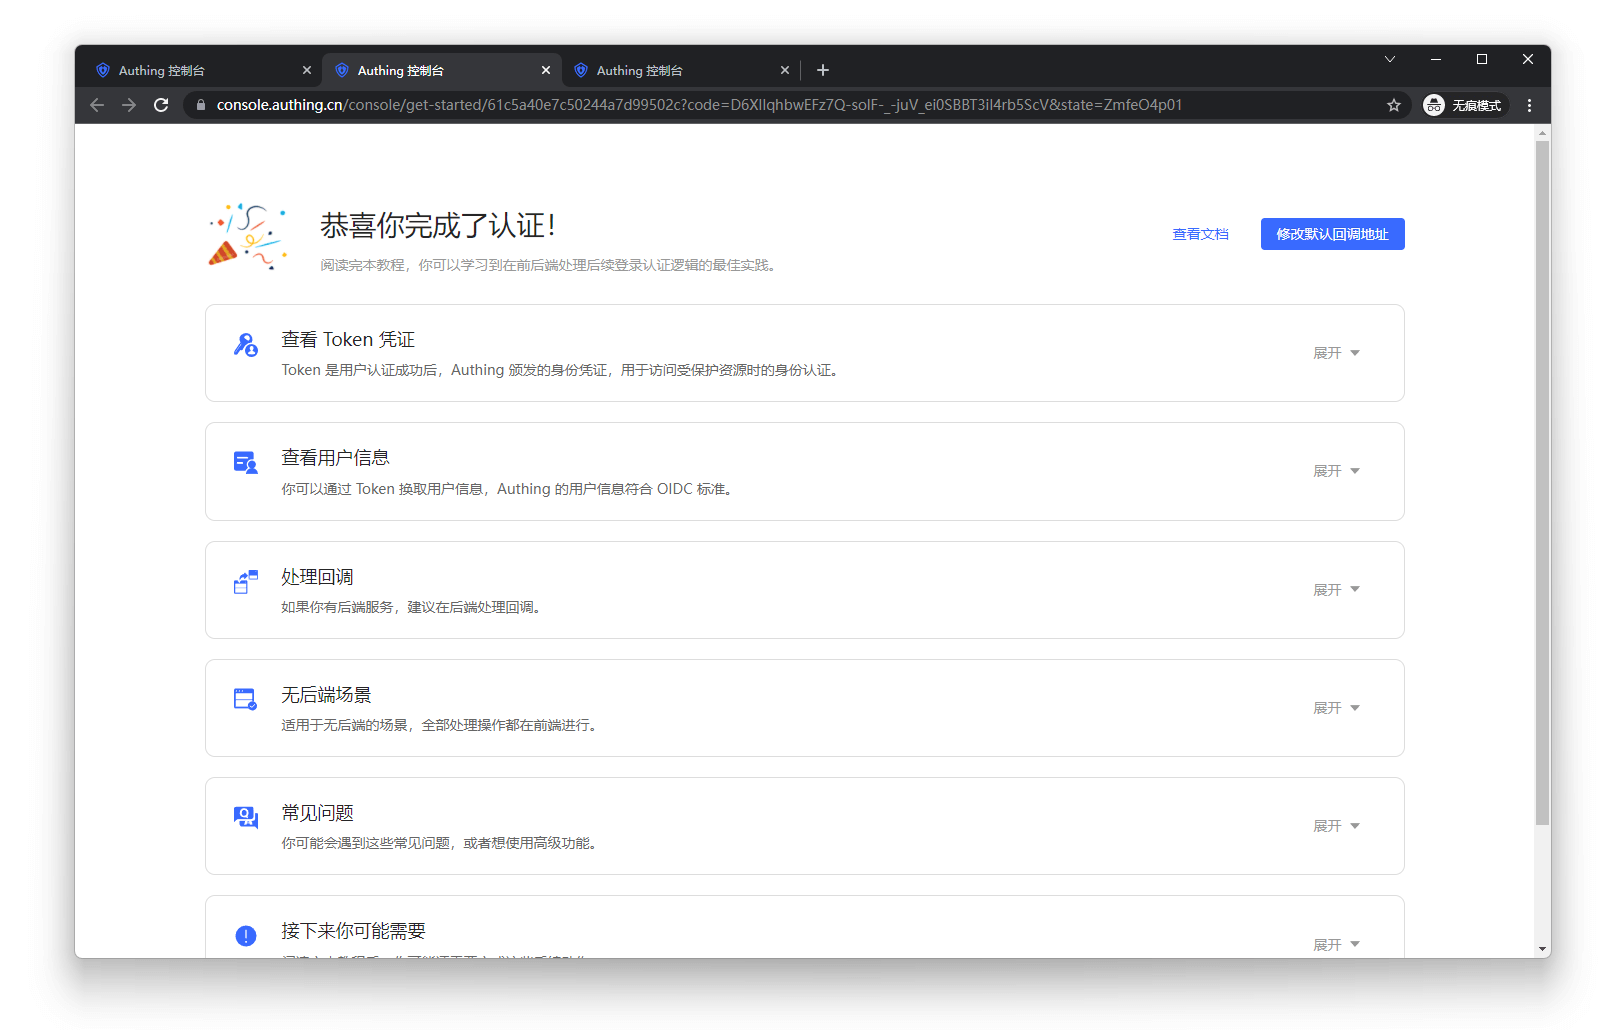 Authing 控制台
Authing 控制台
Authing 控制台
console.authing.cn/console/get-started/61c5a40e7c50244a7d99502c?code=D6XIlqhbwEFz7Q-solF-_-juV_ei0SBBT3il4rb5ScV&state=ZmfeO4p01
无痕模式
恭喜你完成了认证！
阅读完本教程，你可以学习到在前后端处理后续登录认证逻辑的最佳实践。
查看文档
修改默认回调地址
查看 Token 凭证
Token 是用户认证成功后，Authing 颁发的身份凭证，用于访问受保护资源时的身份认证。
展开
查看用户信息
你可以通过 Token 换取用户信息，Authing 的用户信息符合 OIDC 标准。
展开
处理回调
如果你有后端服务，建议在后端处理回调。
展开
无后端场景
适用于无后端的场景，全部处理操作都在前端进行。
展开
常见问题
你可能会遇到这些常见问题，或者想使用高级功能。
展开
接下来你可能需要
展开